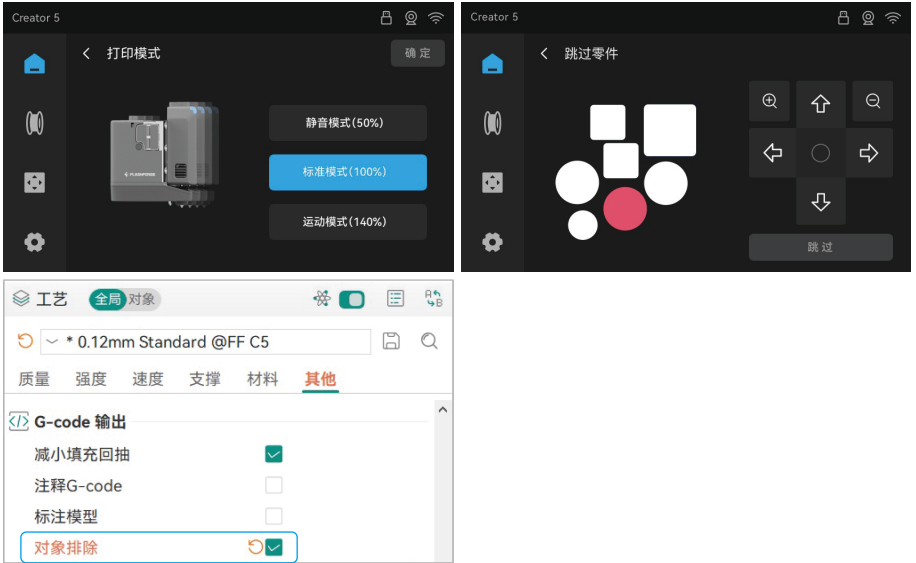 Creator 5
打印模式
确定
静音模式(50%)
FLASHFORGE
标准模式(100%)
运动模式(140%)
Creator 5
跳过零件
跳过
工艺
全局 对象
* 0.12mm Standard @FF C5
质量 强度 速度 支撑 材料 其他
G-code 输出
减小填充回抽
注释G-code
标注模型
对象排除